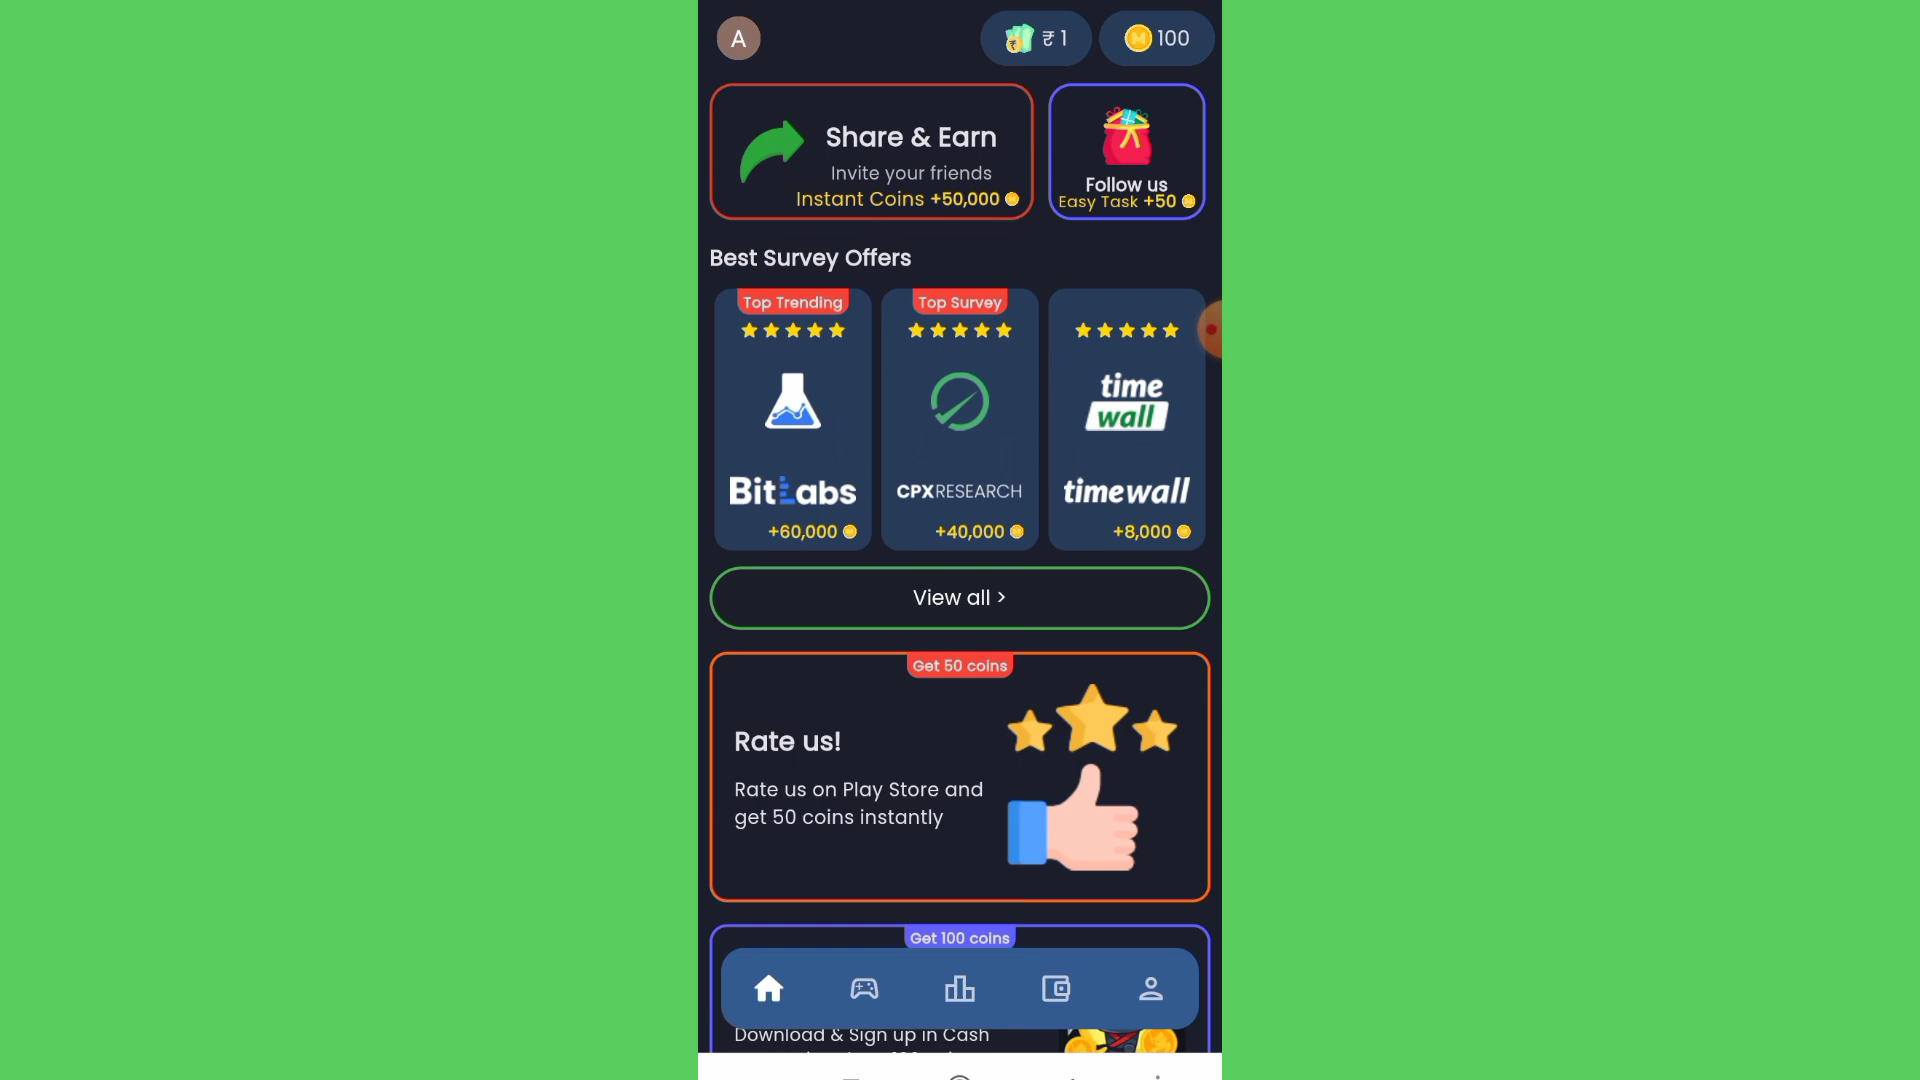 A
₹ 1
100
Share & Earn
Invite your friends
Instant Coins +50,000
Follow us
Easy Task +50
Best Survey Offers
Top Trending
Top Survey
time
wall
BitLabs
CPXRESEARCH
timewall
+60,000
+40,000
+8,000
View all >
Get 50 coins
Rate us!
Rate us on Play Store and
get 50 coins instantly
Get 100 coins
Download & Sign up in Cash